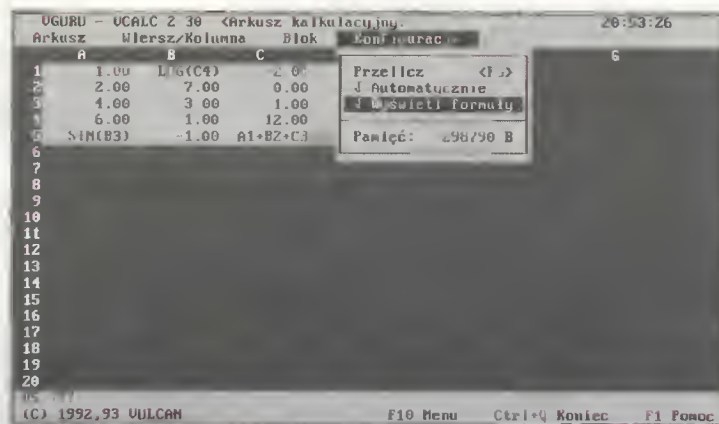 VGURU - VCALC 2 30 <Arkusz kalkulacyjny. 20:53:26
Arkusz Wiersz/Kolumna Blok
A B C G
1 1.00 LOG(C4)
2 2.00 7.00 0.00
3 4.00 3 00 1.00
4 6.00 1.00 12.00
5 SIN(B3) -1.00 A1+B2+C3
Przelicz
√ Automatycznie
√ Wyświetl formuły
Pamięć: 298790 B
6
7
8
9
10
11
12
13
14
15
16
17
18
19
20
(C) 1992,93 VULCAN F10 Menu Ctrl+Q Koniec F1 Pomoc